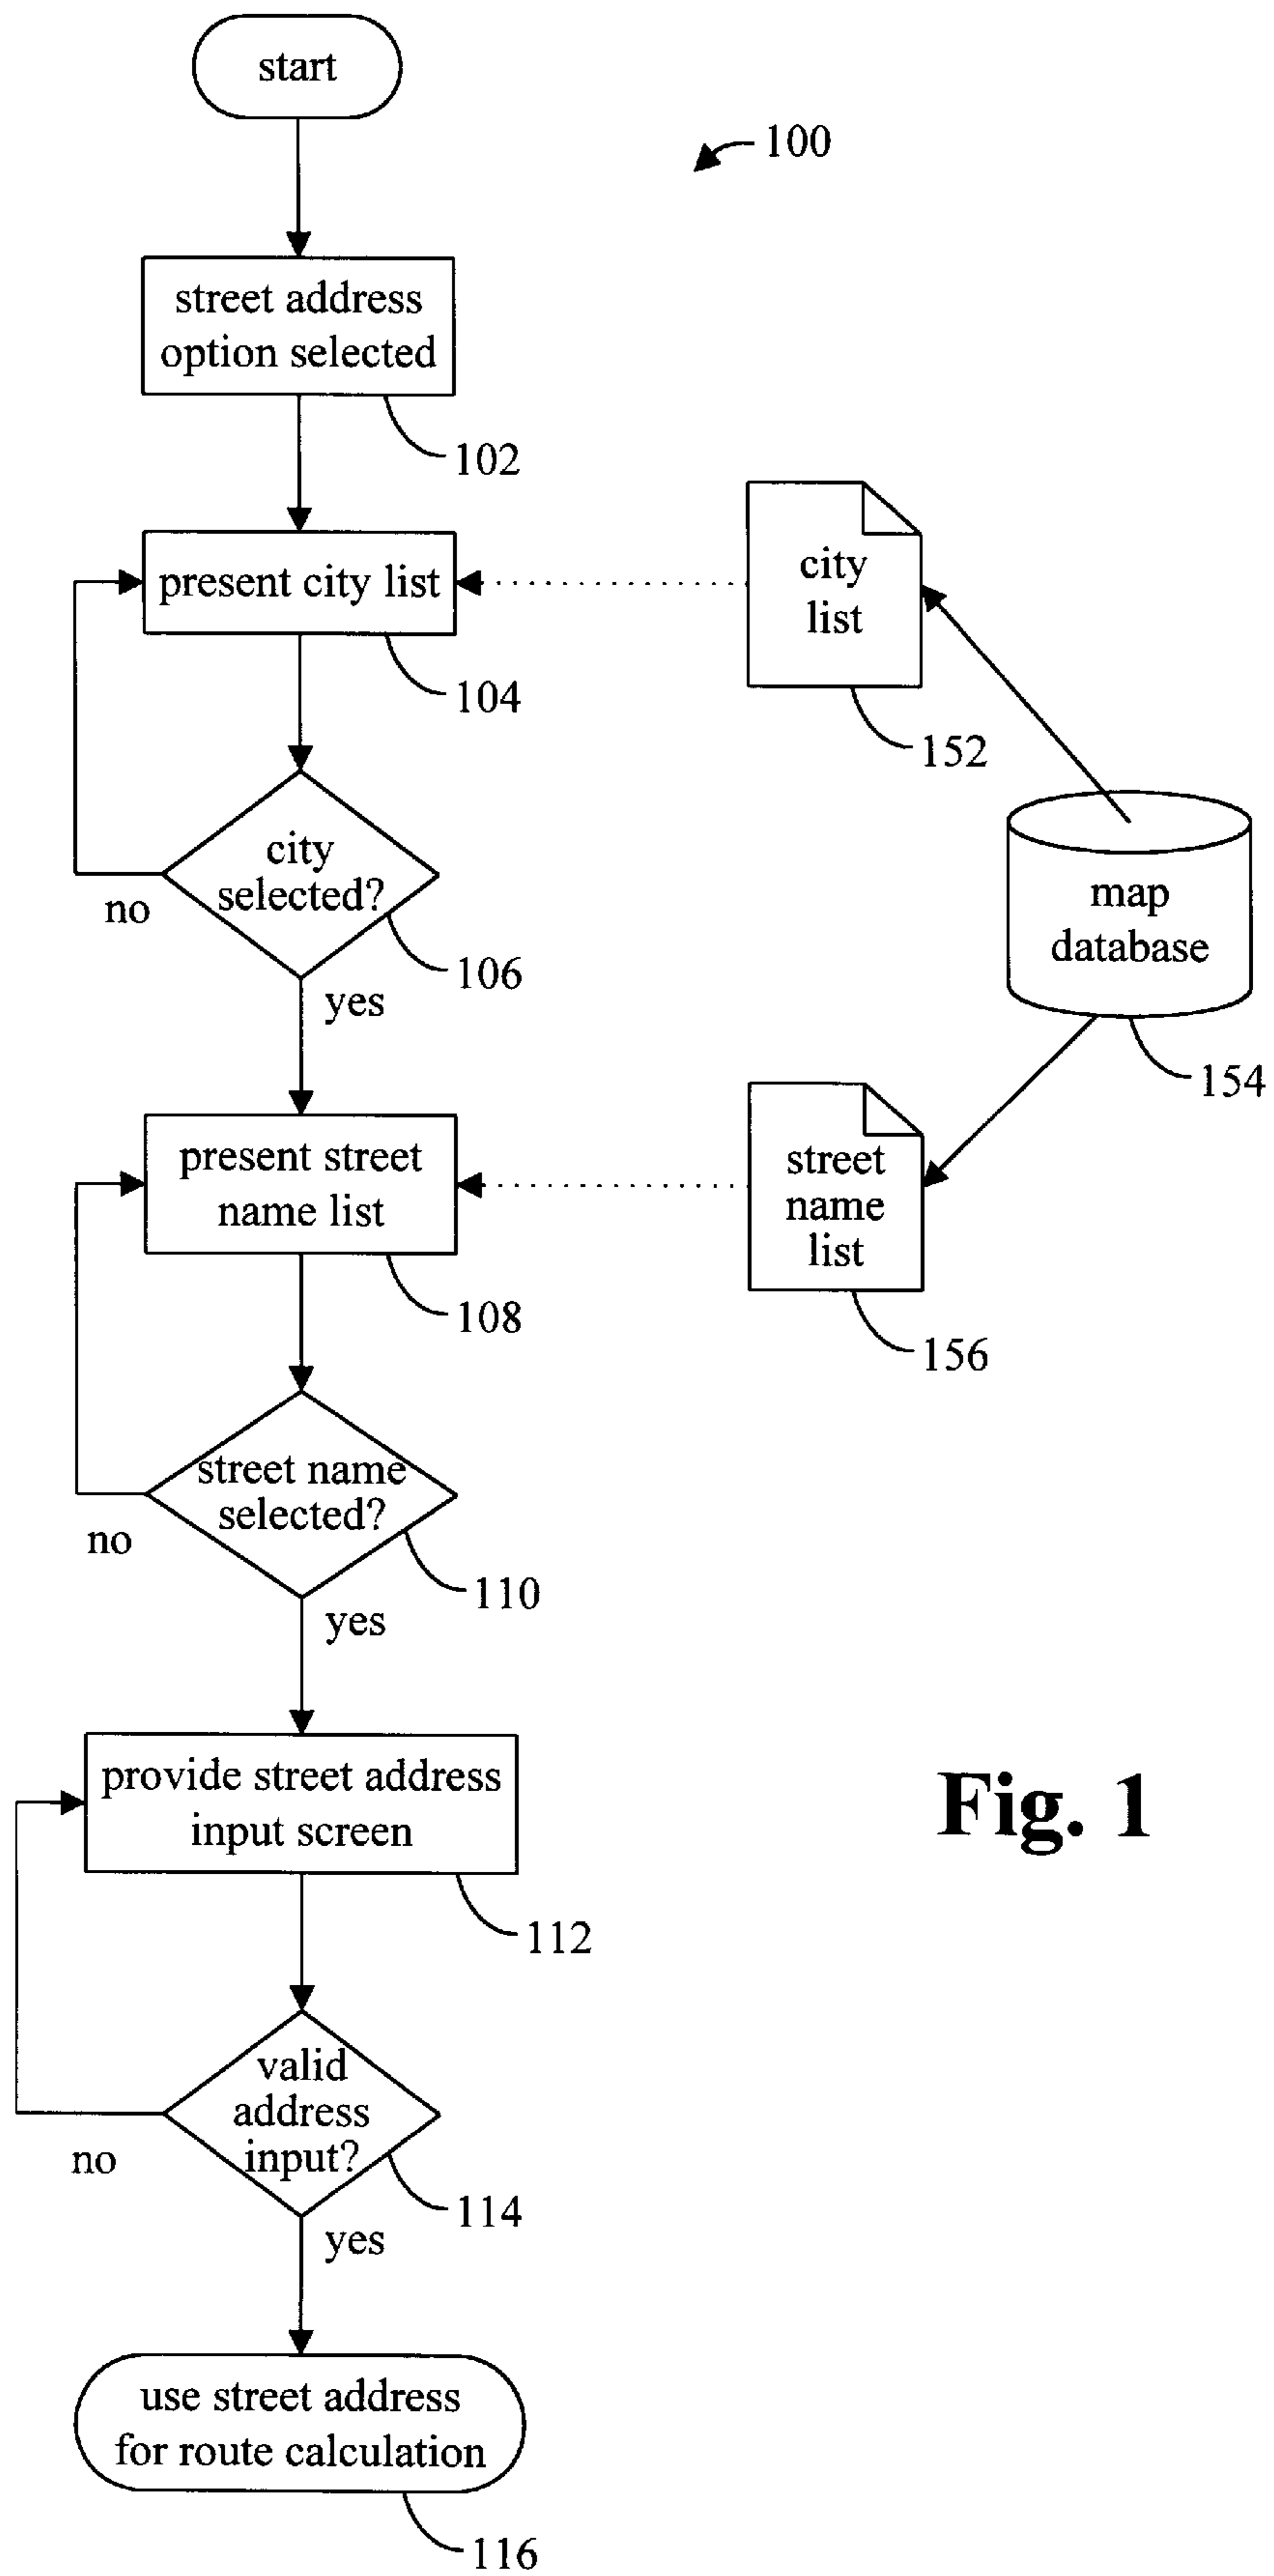 start
100
street address
option selected
102
city
list
present city list
104
152
city
selected?
no
106
yes
map
database
154
present street
name list
108
street
name
list
156
street name
selected?
no
110
yes
provide street address
input screen
112
Fig. 1
valid
address
input?
no
114
yes
use street address
for route calculation
116